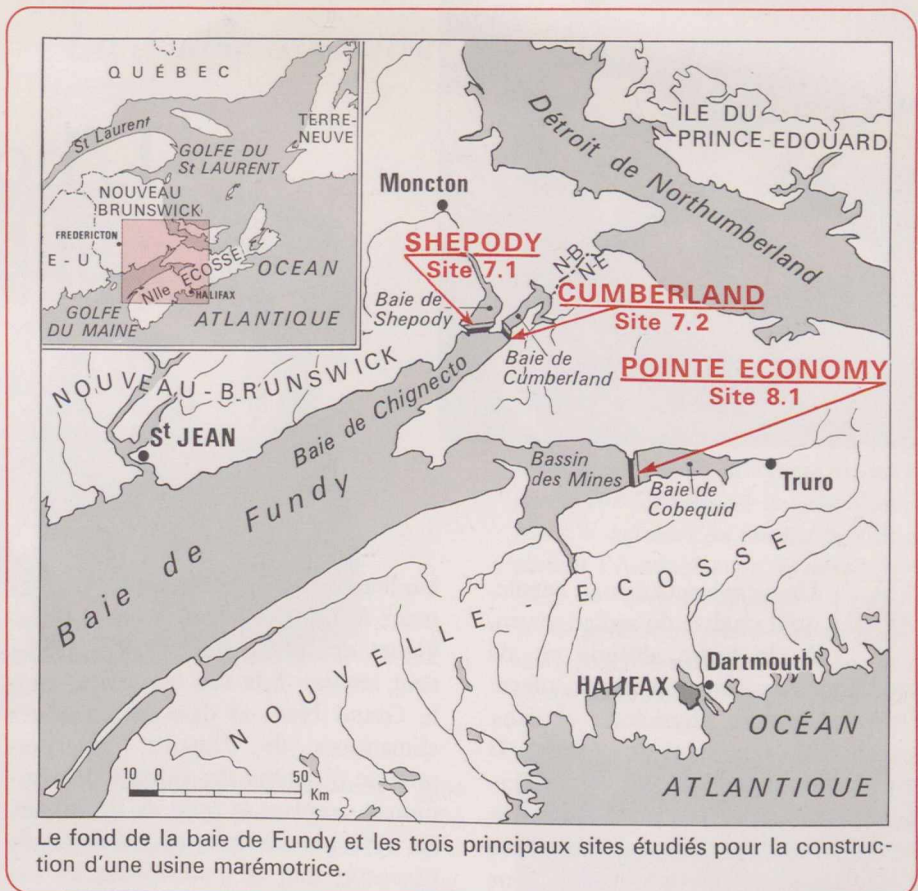 QUÉBEC
TERRE-
NEUVE
St Laurent
GOLFE DU
St LAURENT
NOUVEAU
BRUNSWICK
FREDERICTON
E-U
Nlle ECOSSE
HALIFAX
OCEAN
ATLANTIQUE
GOLFE
DU MAINE
Détroit de Northumberland
ILE DU
PRINCE-EDOUARD
Moncton
SHEPODY
Site 7.1
N-B
N-E
Baie de
Shepody
CUMBERLAND
Site 7.2
Baie de
Cumberland
POINTE ECONOMY
Site 8.1
NOUVEAU-BRUNSWICK
St JEAN
Baie de Chignecto
Baie de Fundy
Bassin
des Mines
Baie de
Cobequid
Truro
NOUVELLE-ECOSSE
Dartmouth
HALIFAX
OCÉAN
ATLANTIQUE
10 0 50
Km
Le fond de la baie de Fundy et les trois principaux sites étudiés pour la construc-
tion d'une usine marémotrice.